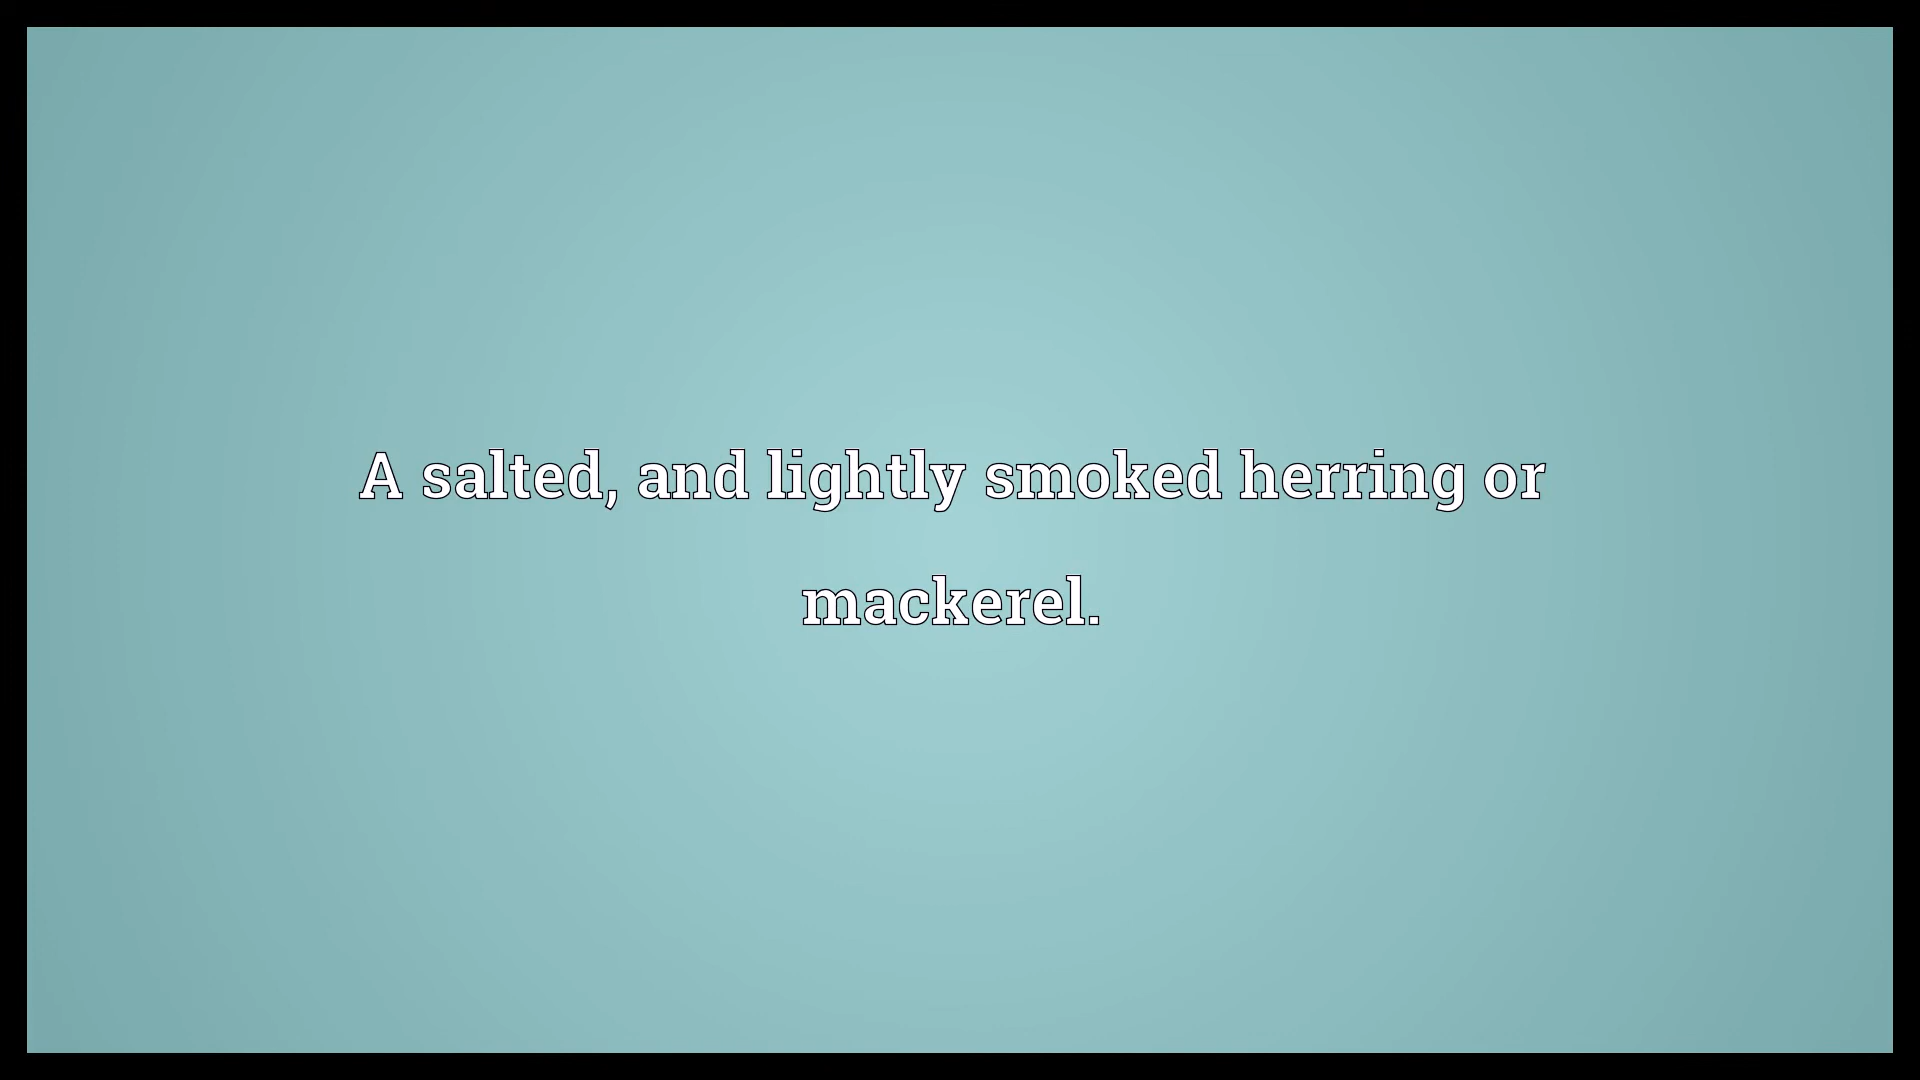 A salted, and lightly smoked herring or
mackerel.